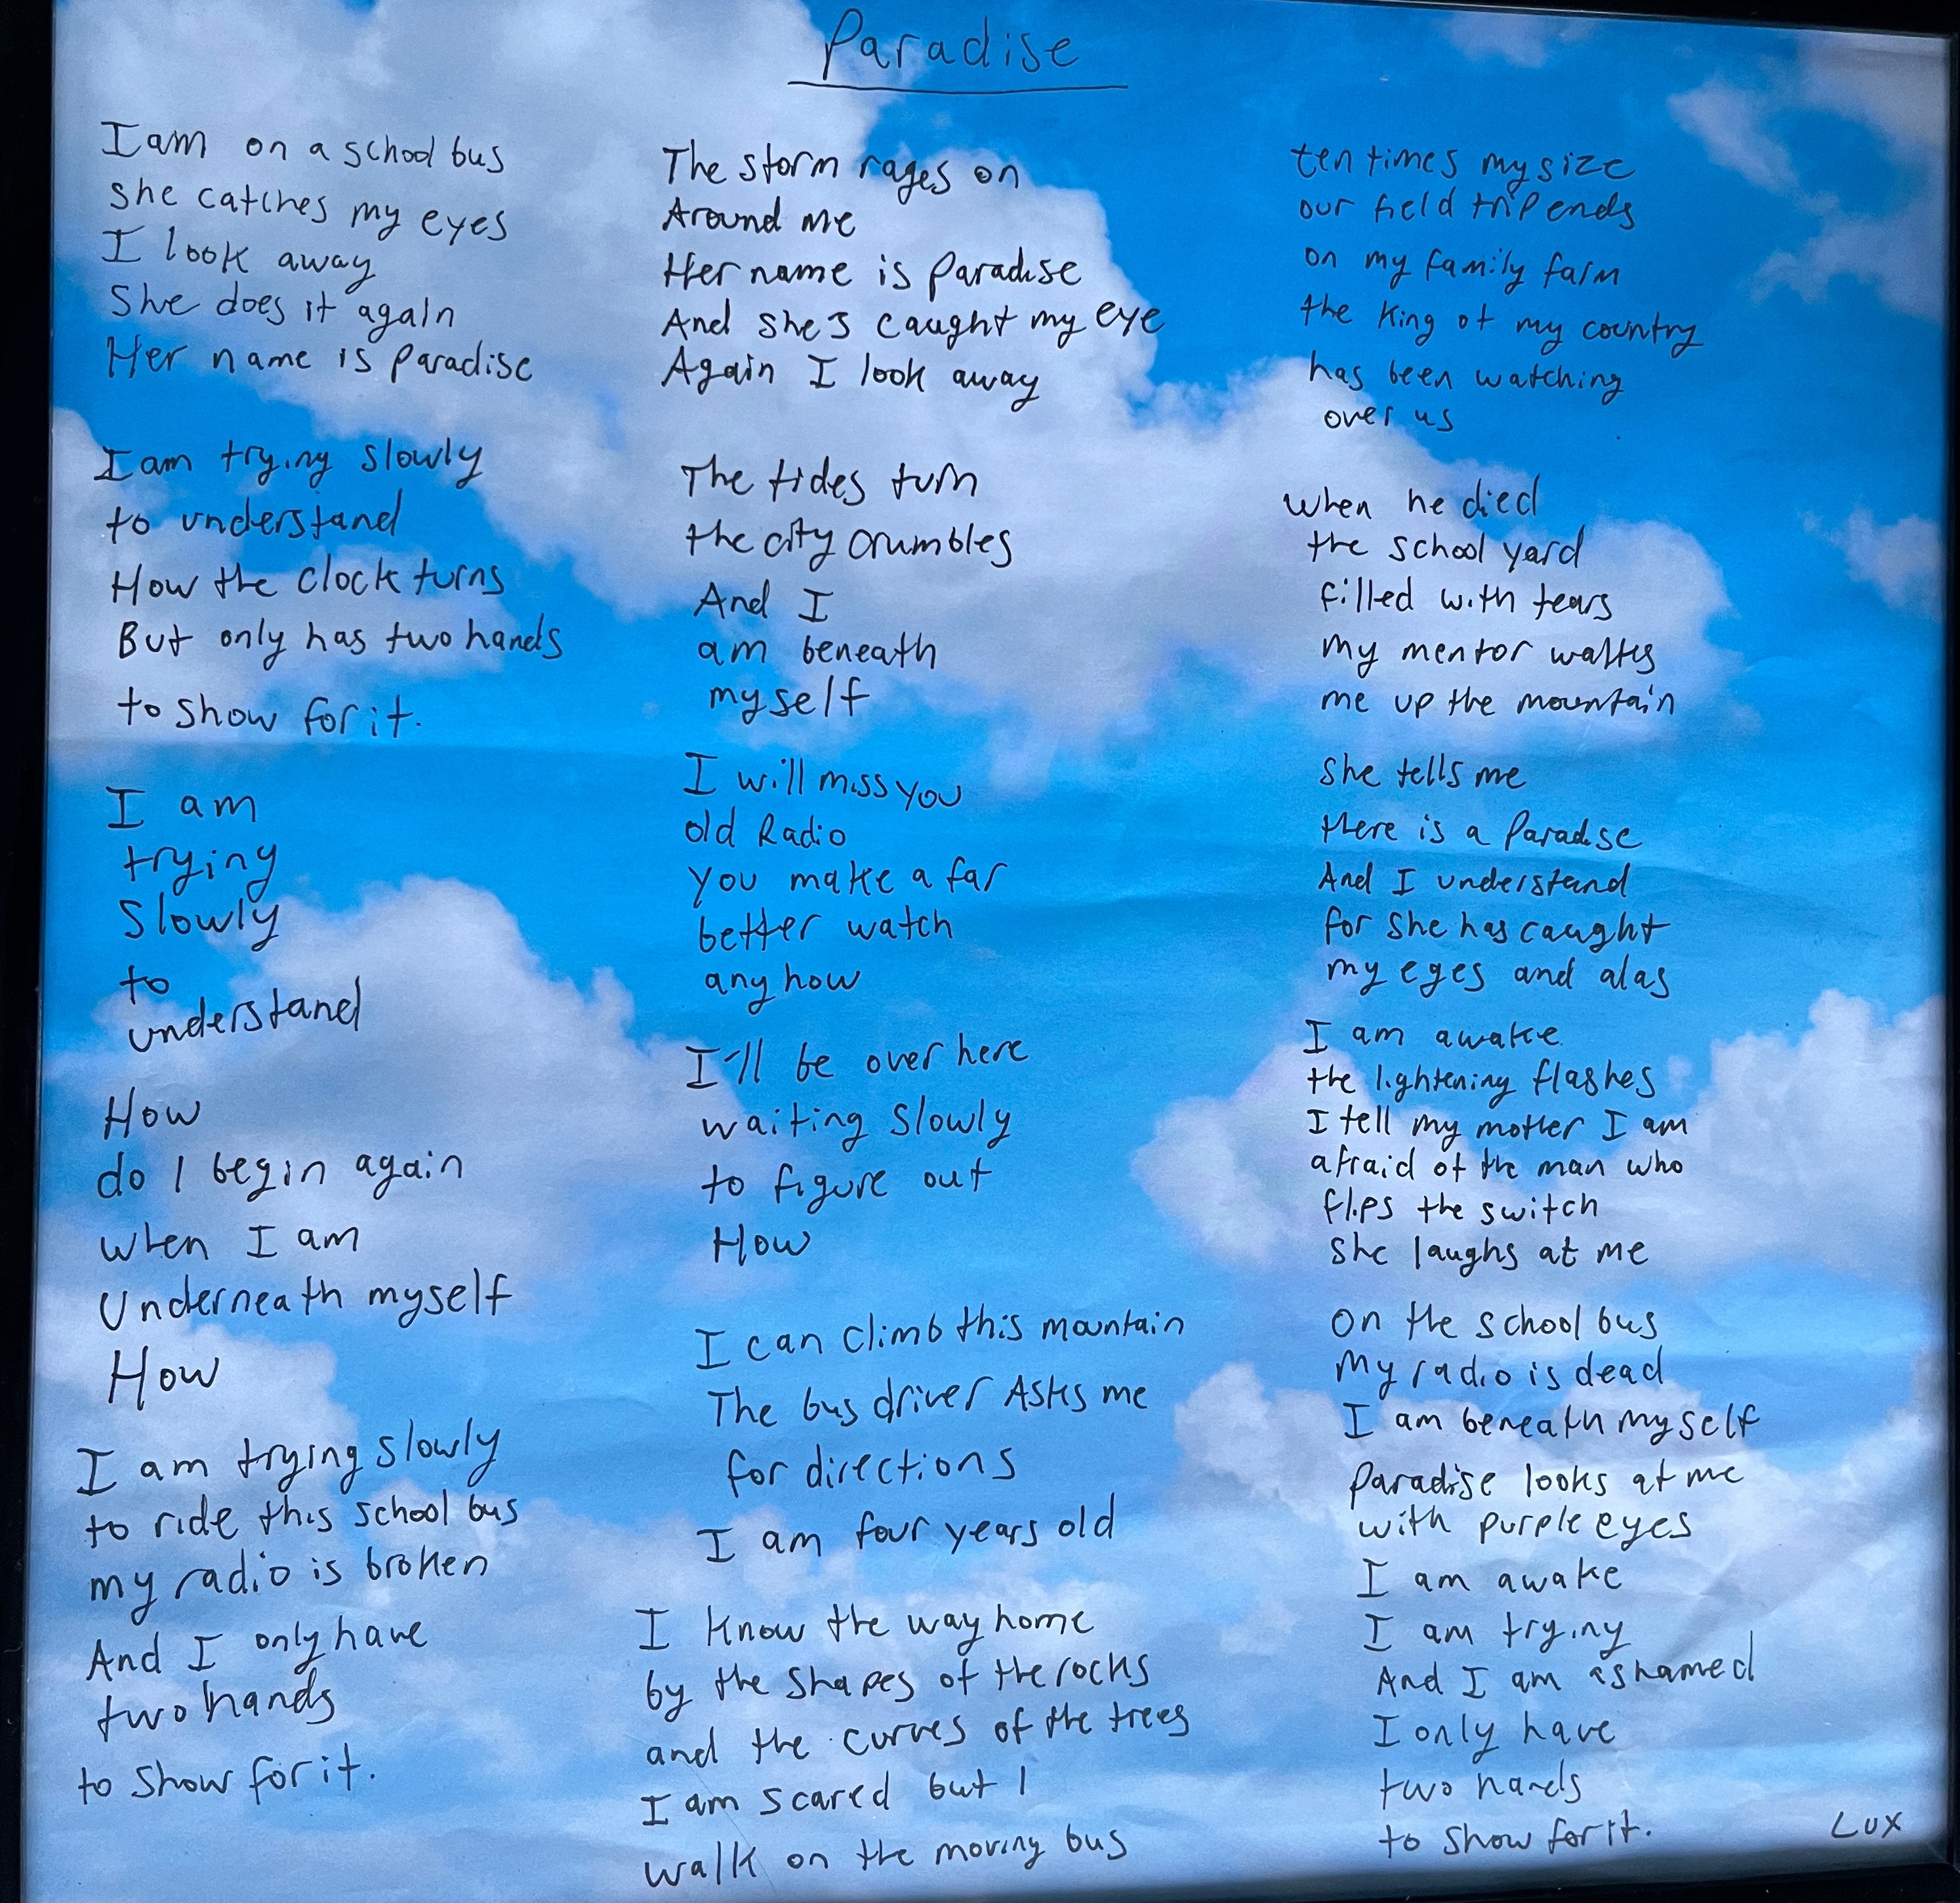 Paradise
I am on a school bus
she catches my eyes
I look away
She does it again
Her name is Paradise
I am trying slowly
to understand
How the clock turns
But only has two hands
to show for it.
I am
trying
slowly
to
understand
How
do I begin again
when I am
Underneath myself
How
I am trying slowly
to ride this school bus
my radio is broken
And I only have
two hands
to show for it.
The storm rages on
Around me
Her name is Paradise
And she's caught my eye
Again I look away
The tides turn
the city crumbles
And I
am beneath
myself
I will miss you
old Radio
you make a far
better watch
any how
I'll be over here
waiting slowly
to figure out
How
I can climb this mountain
The bus driver Asks me
for directions
I am four years old
I know the way home
by the shapes of the rocks
and the curves of the trees
I am scared but I
walk on the moving bus
ten times my size
our field trip ends
on my family farm
the King of my country
has been watching
over us
when he died
the school yard
filled with tears
my mentor walks
me up the mountain
She tells me
there is a Paradise
And I understand
for she has caught
my eyes and alas
I am awake
the lightening flashes
I tell my mother I am
afraid of the man who
flips the switch
She laughs at me
On the school bus
My radio is dead
I am beneath myself
Paradise looks at me
with purple eyes
I am awake
I am trying
And I am ashamed
I only have
two hands
to show for it.
Lux